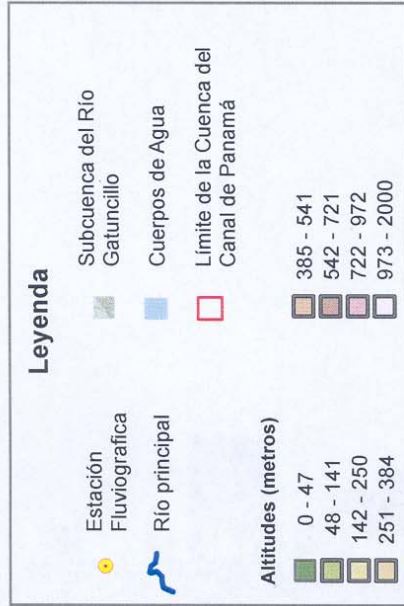 Leyenda
Estación
Fluviografica
Río principal
Subcuenca del Río
Gatuncillo
Cuerpos de Agua
Límite de la Cuenca del
Canal de Panamá
Altitudes (metros)
0 - 47
48 - 141
142 - 250
251 - 384
385 - 541
542 - 721
722 - 972
973 - 2000